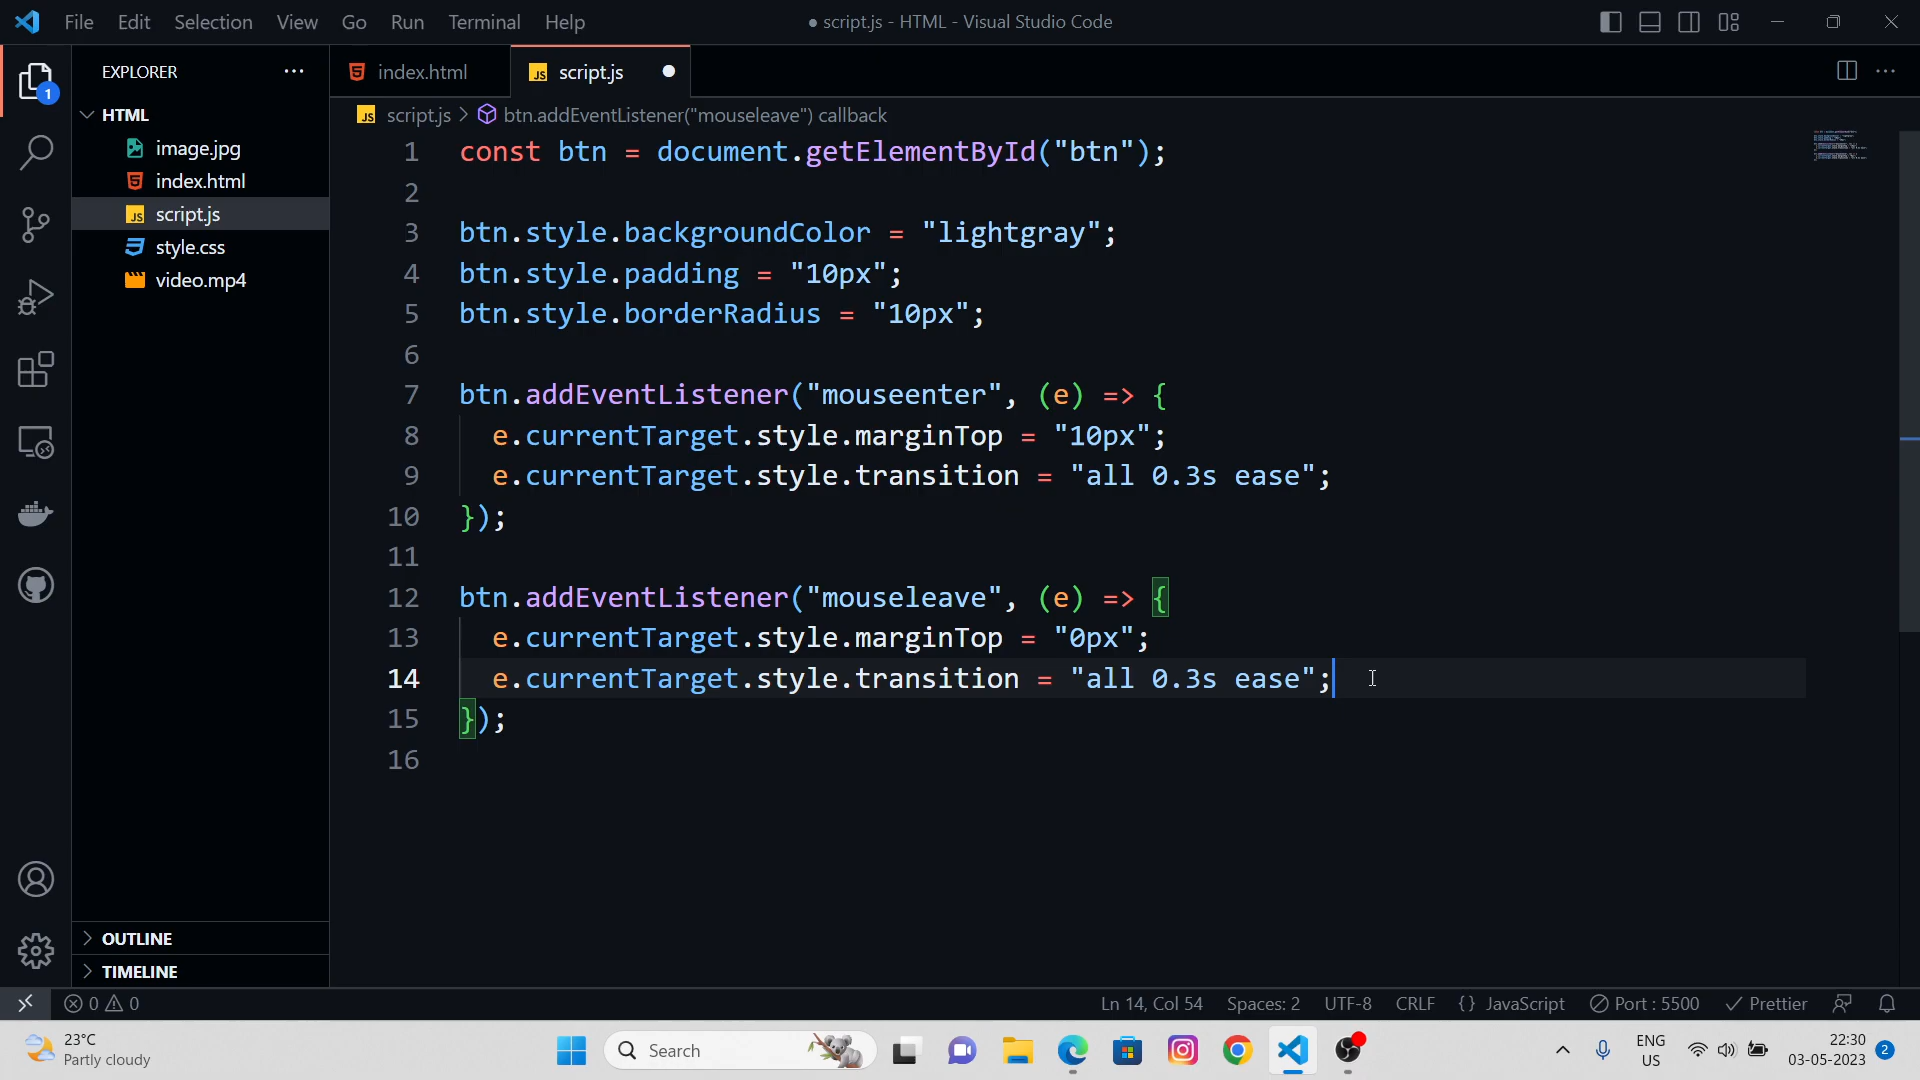 File Edit Selection View Go Run Terminal Help
● script.js - HTML - Visual Studio Code
EXPLORER
1
HTML
image.jpg
index.html
script.js
style.css
video.mp4
OUTLINE
TIMELINE
index.html
JS script.js
JS script.js > btn.addEventListener("mouseleave") callback
1 const btn = document.getElementById("btn");
2
3 btn.style.backgroundColor = "lightgray";
4 btn.style.padding = "10px";
5 btn.style.borderRadius = "10px";
6
7 btn.addEventListener("mouseenter", (e) => {
8 e.currentTarget.style.marginTop = "10px";
9 e.currentTarget.style.transition = "all 0.3s ease";
10 });
11
12 btn.addEventListener("mouseleave", (e) => {
13 e.currentTarget.style.marginTop = "0px";
14 e.currentTarget.style.transition = "all 0.3s ease";
15 });
16
0 0
Ln 14, Col 54 Spaces: 2 UTF-8 CRLF {} JavaScript Port : 5500 Prettier
23°C
Partly cloudy
Search
ENG
US
22:30
03-05-2023
2